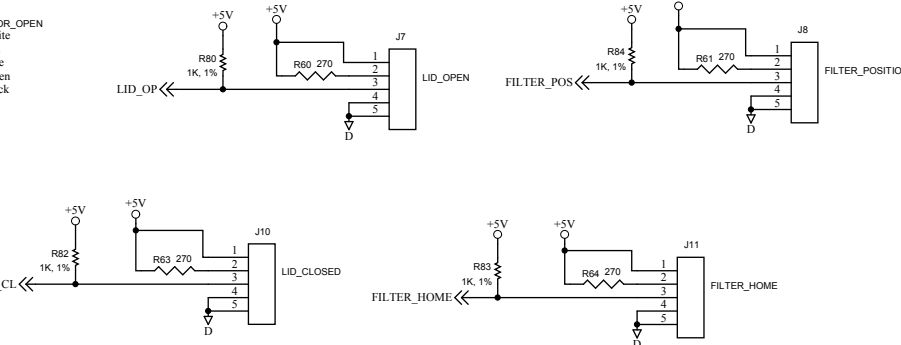 OR_OPEN
ite
e
en
ck
+5V
+5V
R80
1K, 1%
R60 270
J7
1
2
3
4
5
LID_OPEN
LID_OP
D
+5V
R84
1K, 1%
R61 270
J8
1
2
3
4
5
FILTER_POSITIO
FILTER_POS
D
+5V
+5V
R82
1K, 1%
R63 270
J10
1
2
3
4
5
LID_CLOSED
_CL
D
+5V
+5V
R83
1K, 1%
R64 270
J11
1
2
3
4
5
FILTER_HOME
FILTER_HOME
D